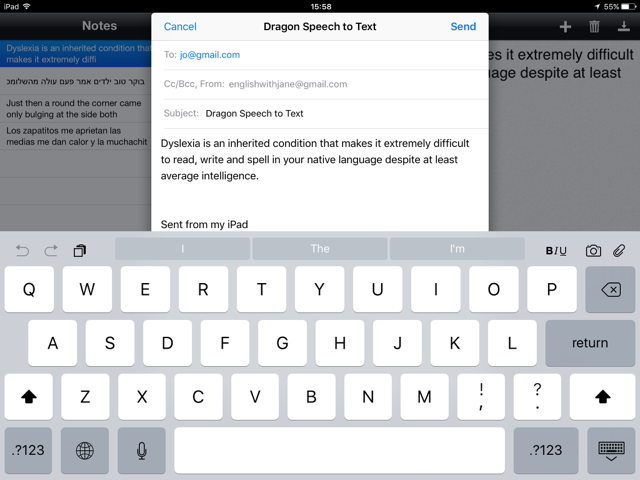 iPad 15:58 55%
Notes
Dyslexia is an inherited condition that
makes it extremely diffi
בוקר טוב ילדים אמר פעם עולה מהשלומכ
Just then a round the corner came
only bulging at the side both
Los zapatitos me aprietan las
medias me dan calor y la muchachit
es it extremely difficult
uage despite at least
Cancel Dragon Speech to Text Send
To: jo@gmail.com
Cc/Bcc, From: englishwithjane@gmail.com
Subject: Dragon Speech to Text
Dyslexia is an inherited condition that makes it extremely difficult
to read, write and spell in your native language despite at least
average intelligence.
Sent from my iPad
I The I'm B I U
Q W E R T Y U I O P
A S D F G H J K L return
Z X C V B N M ! , ? .
.?123 .?123